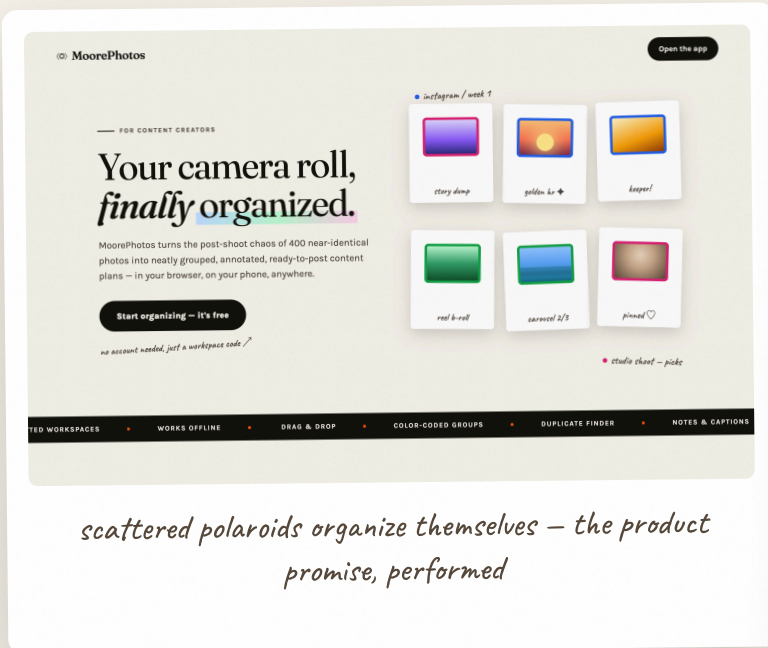 MoorePhotos
Open the app
instagram / week 1
FOR CONTENT CREATORS
Your camera roll,
finally organized.
MoorePhotos turns the post-shoot chaos of 400 near-identical
photos into neatly grouped, annotated, ready-to-post content
plans — in your browser, on your phone, anywhere.
Start organizing — it's free
no account needed, just a workspace code ↗
story dump
golden hr ✦
keeper!
reel b-roll
carousel 2/3
pinned ♡
studio shoot — picks
TED WORKSPACES • WORKS OFFLINE • DRAG & DROP • COLOR-CODED GROUPS • DUPLICATE FINDER • NOTES & CAPTIONS
scattered polaroids organize themselves — the product
promise, performed